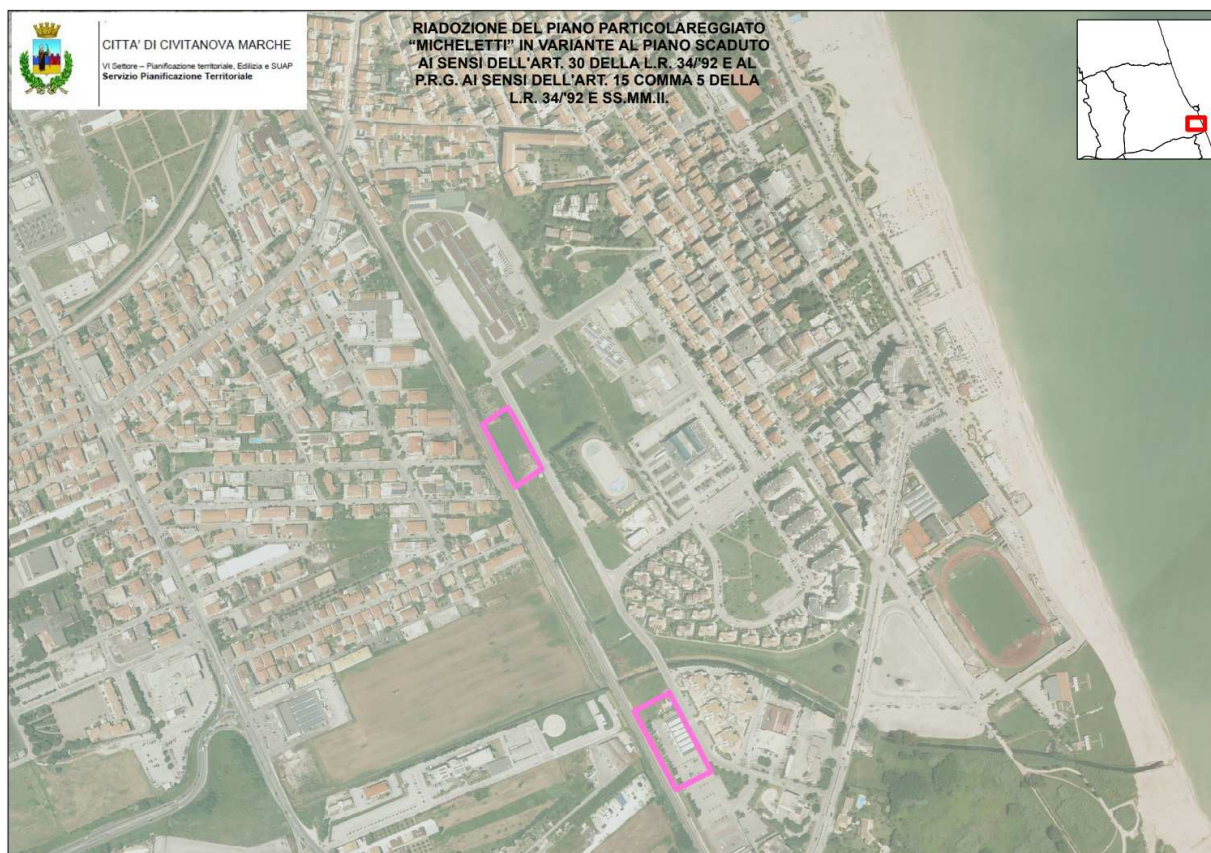 CITTA' DI CIVITANOVA MARCHE
VI Settore – Pianificazione territoriale, Edilizia e SUAP
Servizio Pianificazione Territoriale
RIADOZIONE DEL PIANO PARTICOLAREGGIATO
“MICHELETTI” IN VARIANTE AL PIANO SCADUTO
AI SENSI DELL'ART. 30 DELLA L.R. 34/'92 E AL
P.R.G. AI SENSI DELL'ART. 15 COMMA 5 DELLA
L.R. 34/'92 E SS.MM.II.